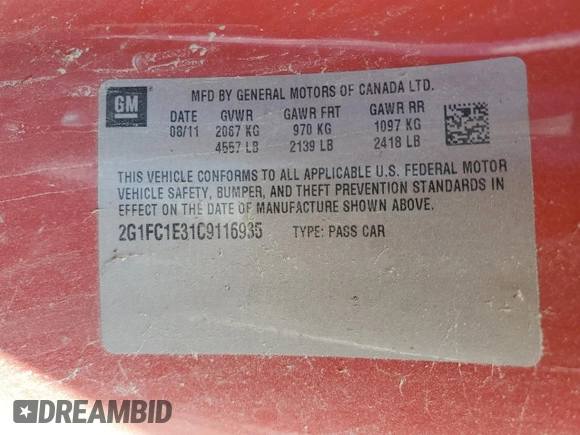 GM
MFD BY GENERAL MOTORS OF CANADA LTD.
DATE GVWR GAWR FRT GAWR RR
08/11 2067 KG 970 KG 1097 KG
4557 LB 2139 LB 2418 LB
THIS VEHICLE CONFORMS TO ALL APPLICABLE U.S. FEDERAL MOTOR
VEHICLE SAFETY, BUMPER, AND THEFT PREVENTION STANDARDS IN
EFFECT ON THE DATE OF MANUFACTURE SHOWN ABOVE.
2G1FC1E31C9116935 TYPE: PASS CAR
DREAMBID